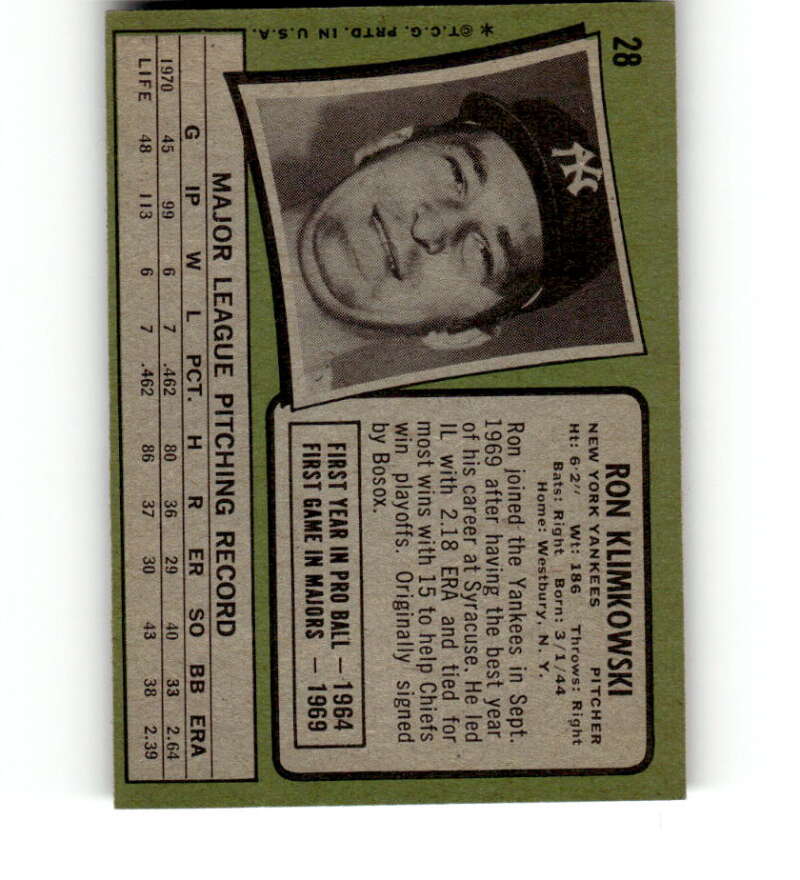 28
RON KLIMKOWSKI
NEW YORK YANKEES PITCHER
Ht: 6-2" Wt: 186 Throws: Right
Bats: Right Born: 3/1/44
Home: Westbury, N. Y.
Ron joined the Yankees in Sept.
1969 after having the best year
of his career at Syracuse. He led
IL with 2.18 ERA and tied for
most wins with 15 to help Chiefs
win playoffs. Originally signed
by Bosox.
FIRST YEAR IN PRO BALL — 1964
FIRST GAME IN MAJORS — 1969
NY
MAJOR LEAGUE PITCHING RECORD
G IP W L PCT. H R ER SO BB ERA
1970 45 99 6 7 .462 80 36 29 40 33 2.64
LIFE 48 113 6 7 .462 86 37 30 43 38 2.39
*©T.C.G. PRTD. IN U.S.A.